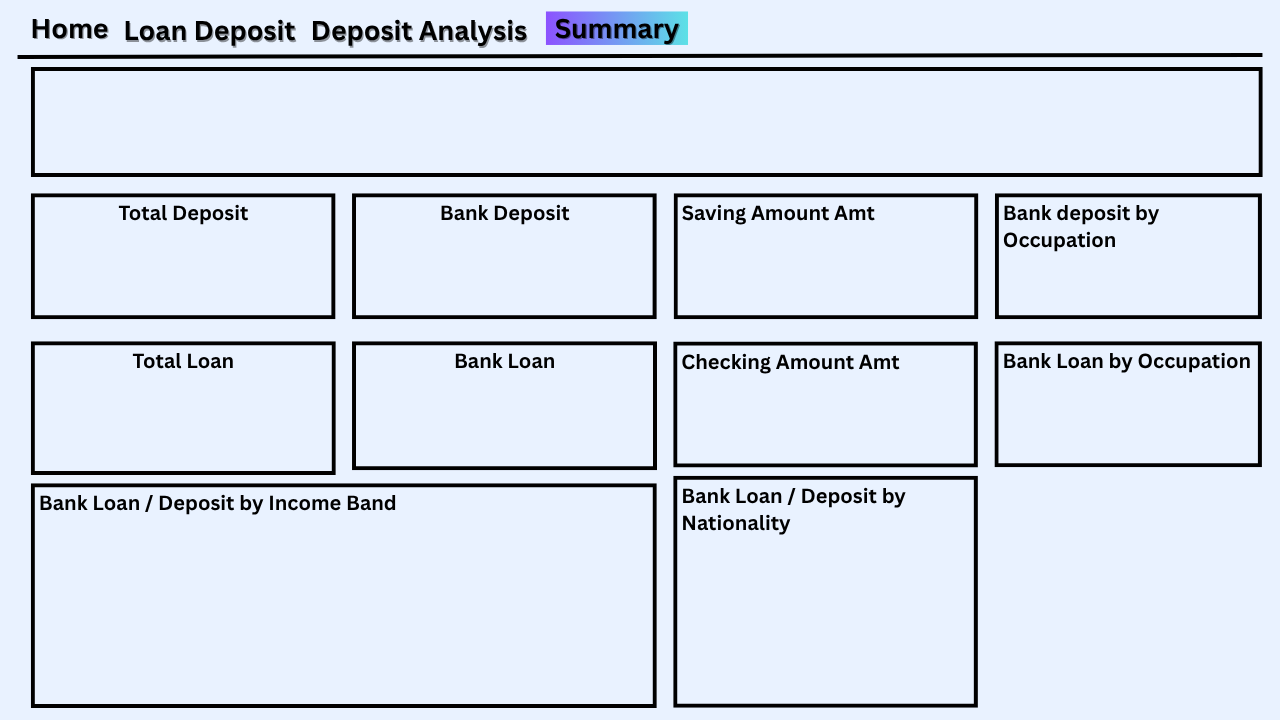 Home Loan Deposit Deposit Analysis Summary
Total Deposit
Bank Deposit
Saving Amount Amt
Bank deposit by
Occupation
Total Loan
Bank Loan
Checking Amount Amt
Bank Loan by Occupation
Bank Loan / Deposit by Income Band
Bank Loan / Deposit by
Nationality